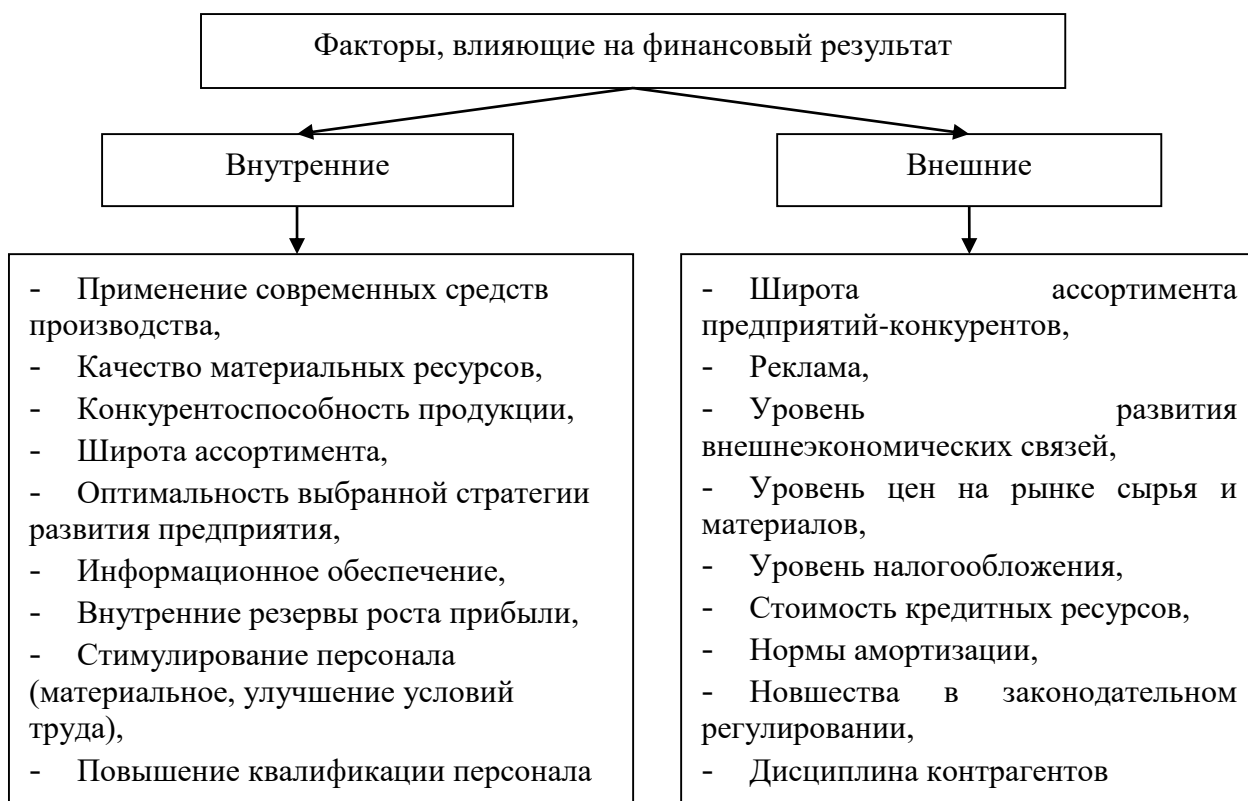 Факторы, влияющие на финансовый результат
Внутренние
Внешние
- Применение современных средств
производства,
- Качество материальных ресурсов,
- Конкурентоспособность продукции,
- Широта ассортимента,
- Оптимальность выбранной стратегии
развития предприятия,
- Информационное обеспечение,
- Внутренние резервы роста прибыли,
- Стимулирование персонала
(материальное, улучшение условий
труда),
- Повышение квалификации персонала
- Широта ассортимента
предприятий-конкурентов,
- Реклама,
- Уровень развития
внешнеэкономических связей,
- Уровень цен на рынке сырья и
материалов,
- Уровень налогообложения,
- Стоимость кредитных ресурсов,
- Нормы амортизации,
- Новшества в законодательном
регулировании,
- Дисциплина контрагентов